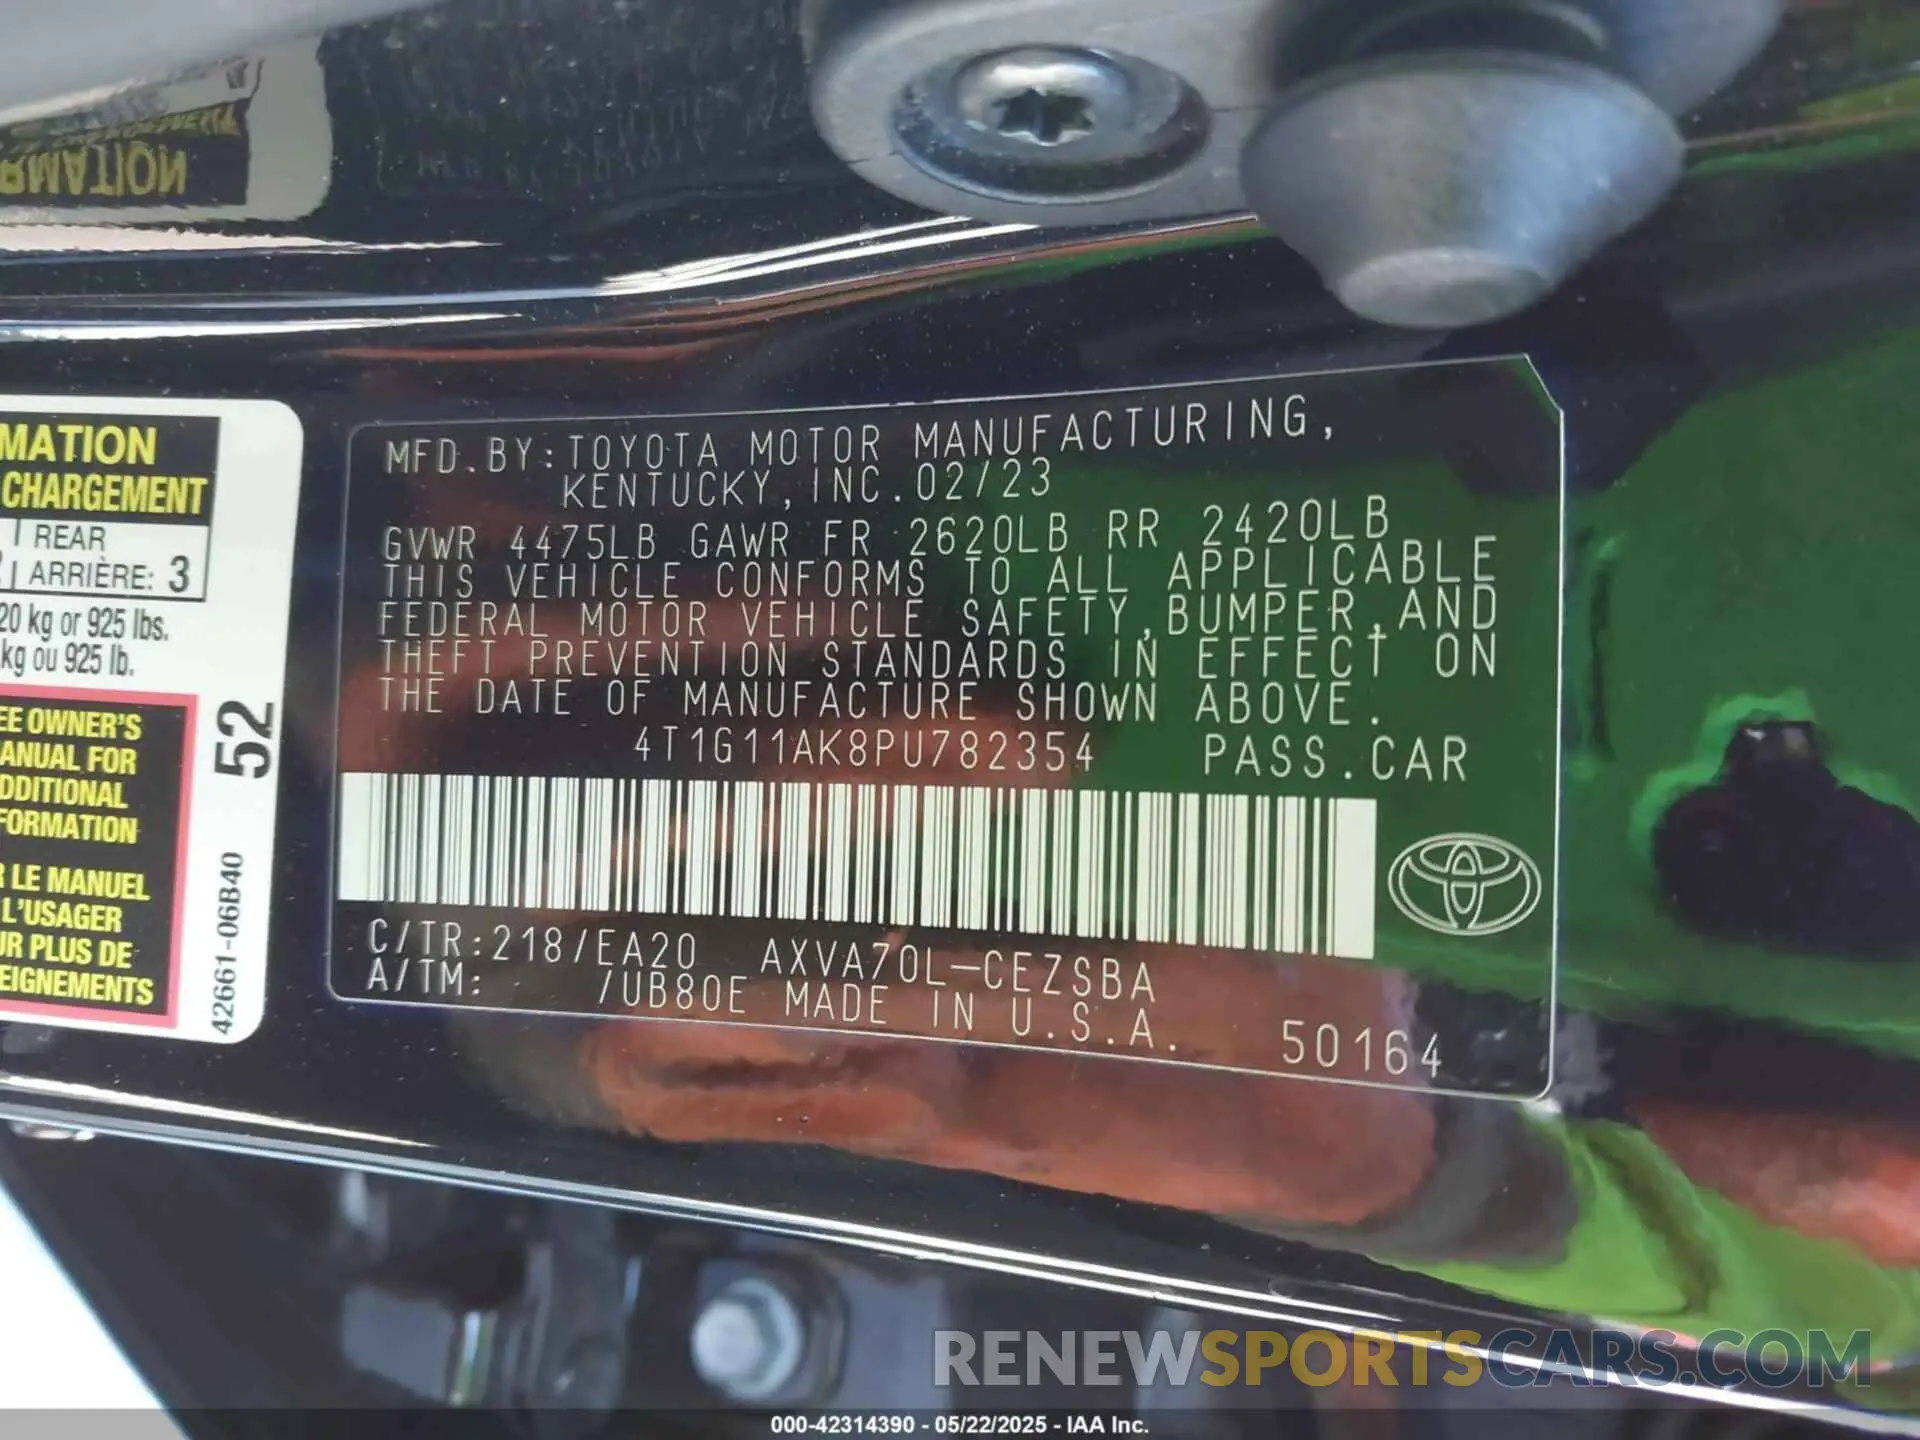 RMATION
MATION
CHARGEMENT
REAR
ARRIÈRE: 3
20 kg or 925 lbs.
kg ou 925 lb.
EE OWNER'S
ANUAL FOR
DDITIONAL
FORMATION
R LE MANUEL
L'USAGER
UR PLUS DE
EIGNEMENTS
52
42661-06B40
MFD.BY:TOYOTA MOTOR MANUFACTURING,
KENTUCKY,INC.02/23
GVWR 4475LB GAWR FR 2620LB RR 2420LB
THIS VEHICLE CONFORMS TO ALL APPLICABLE
FEDERAL MOTOR VEHICLE SAFETY,BUMPER,AND
THEFT PREVENTION STANDARDS IN EFFECT ON
THE DATE OF MANUFACTURE SHOWN ABOVE.
4T1G11AK8PU782354 PASS.CAR
C/TR:218/EA20 AXVA70L-CEZSBA
A/TM: /UB80E MADE IN U.S.A.
50164
RENEWSPORTSCARS.COM
000-42314390 - 05/22/2025 - IAA Inc.